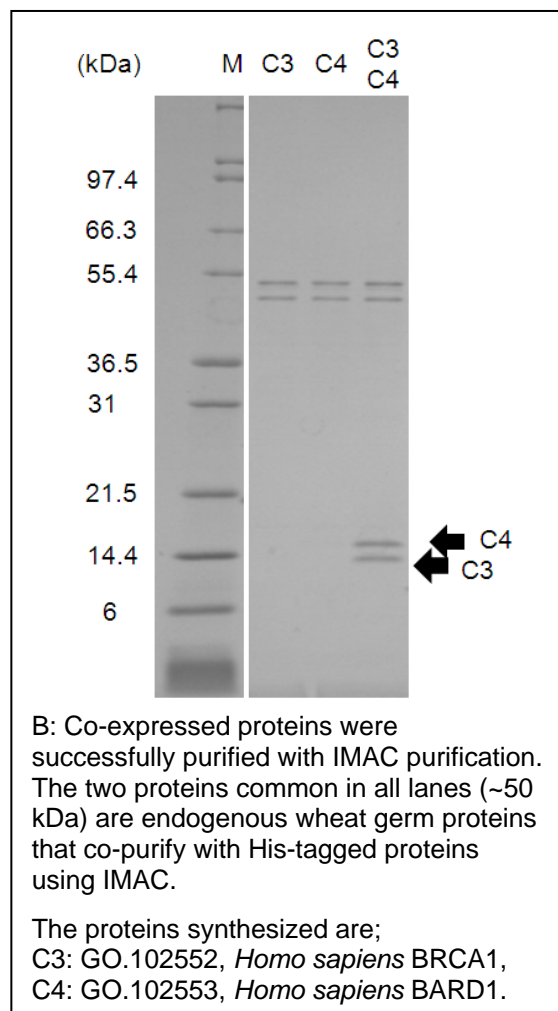 (kDa) M C3 C4 C3
C4
97.4
66.3
55.4
36.5
31
21.5
14.4
6
C4
C3
B: Co-expressed proteins were
successfully purified with IMAC purification.
The two proteins common in all lanes (~50
kDa) are endogenous wheat germ proteins
that co-purify with His-tagged proteins
using IMAC.
The proteins synthesized are;
C3: GO.102552, Homo sapiens BRCA1,
C4: GO.102553, Homo sapiens BARD1.